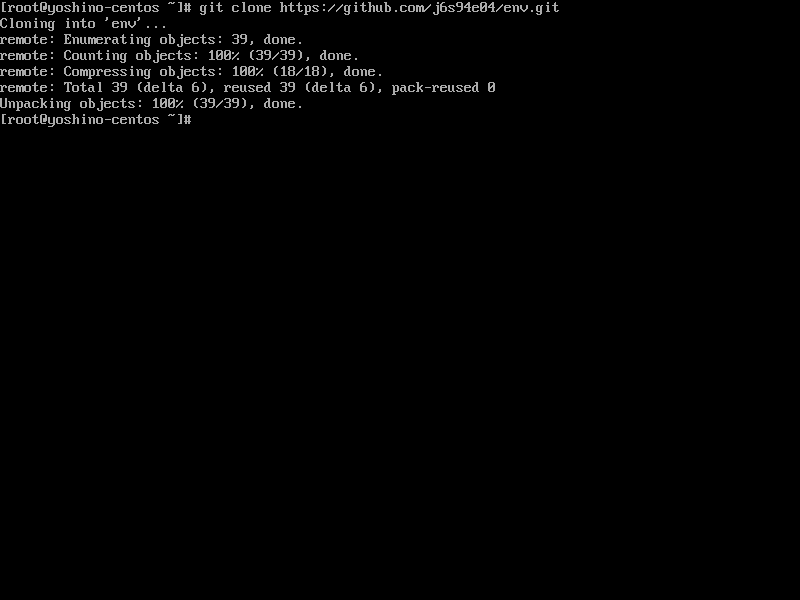 [root@yoshino-centos ~]# git clone https://github.com/j6s94e04/env.git
Cloning into 'env'...
remote: Enumerating objects: 39, done.
remote: Counting objects: 100% (39/39), done.
remote: Compressing objects: 100% (18/18), done.
remote: Total 39 (delta 6), reused 39 (delta 6), pack-reused 0
Unpacking objects: 100% (39/39), done.
[root@yoshino-centos ~]#